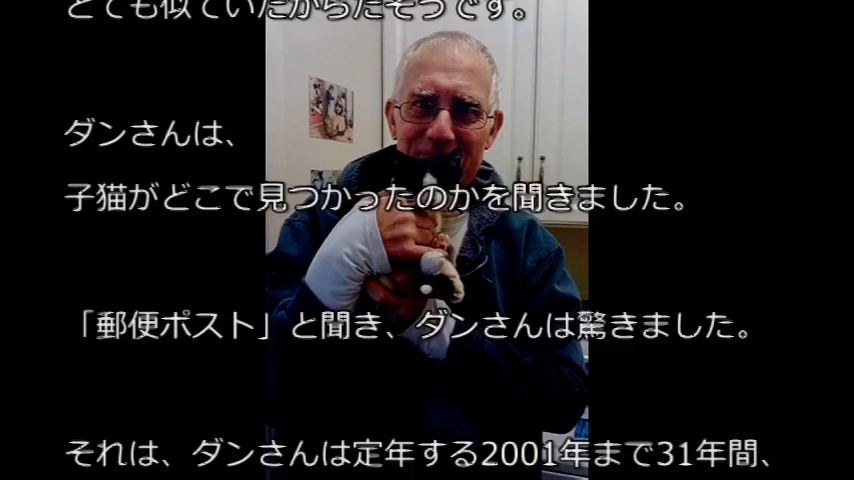 とても似ていたからだそうです。
ダンさんは、
子猫がどこで見つかったのかを聞きました。
「郵便ポスト」と聞き、ダンさんは驚きました。
それは、ダンさんは定年する2001年まで31年間、